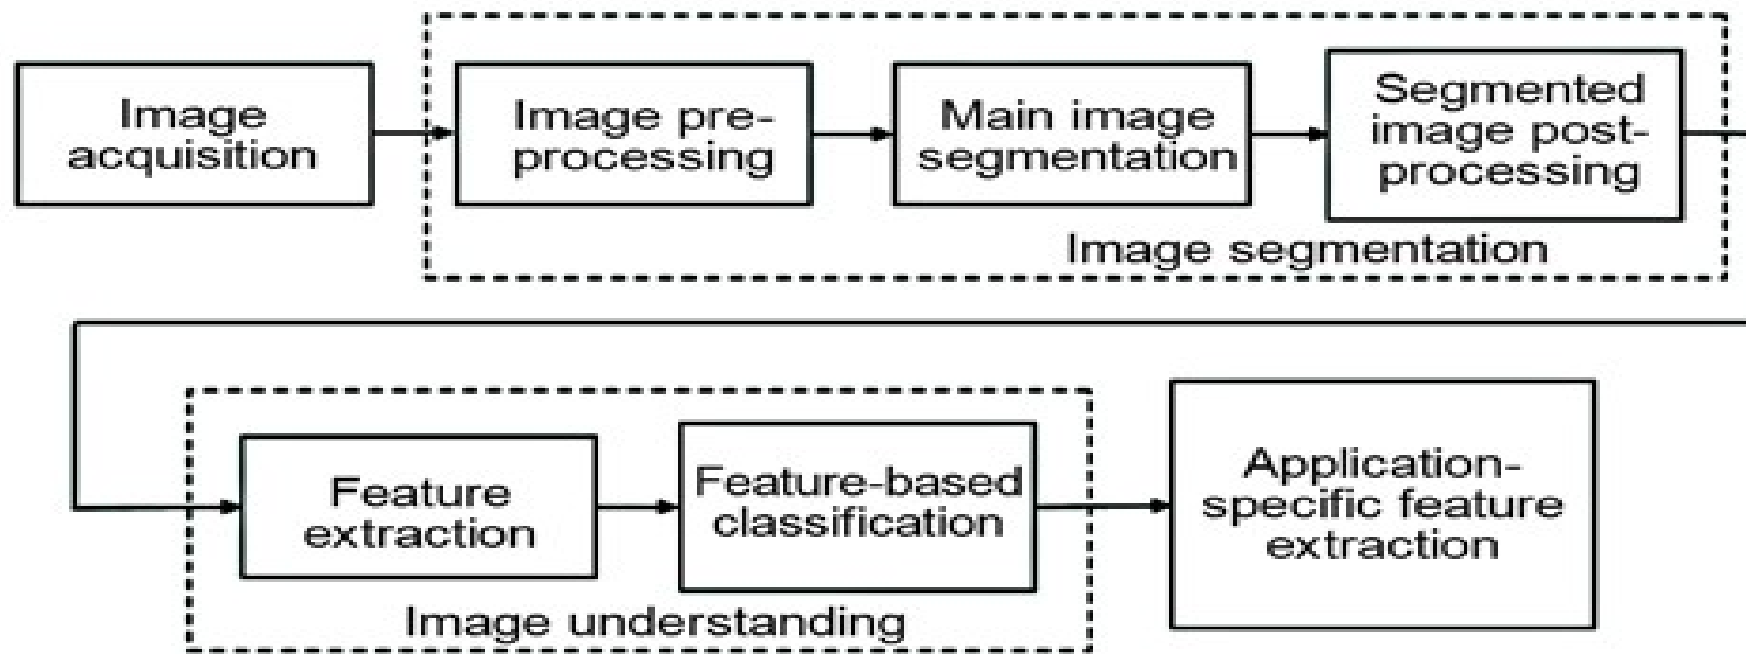 Image
acquisition
Image pre-
processing
Main image
segmentation
Segmented
image post-
processing
Image segmentation
Feature
extraction
Feature-based
classification
Application-
specific feature
extraction
Image understanding